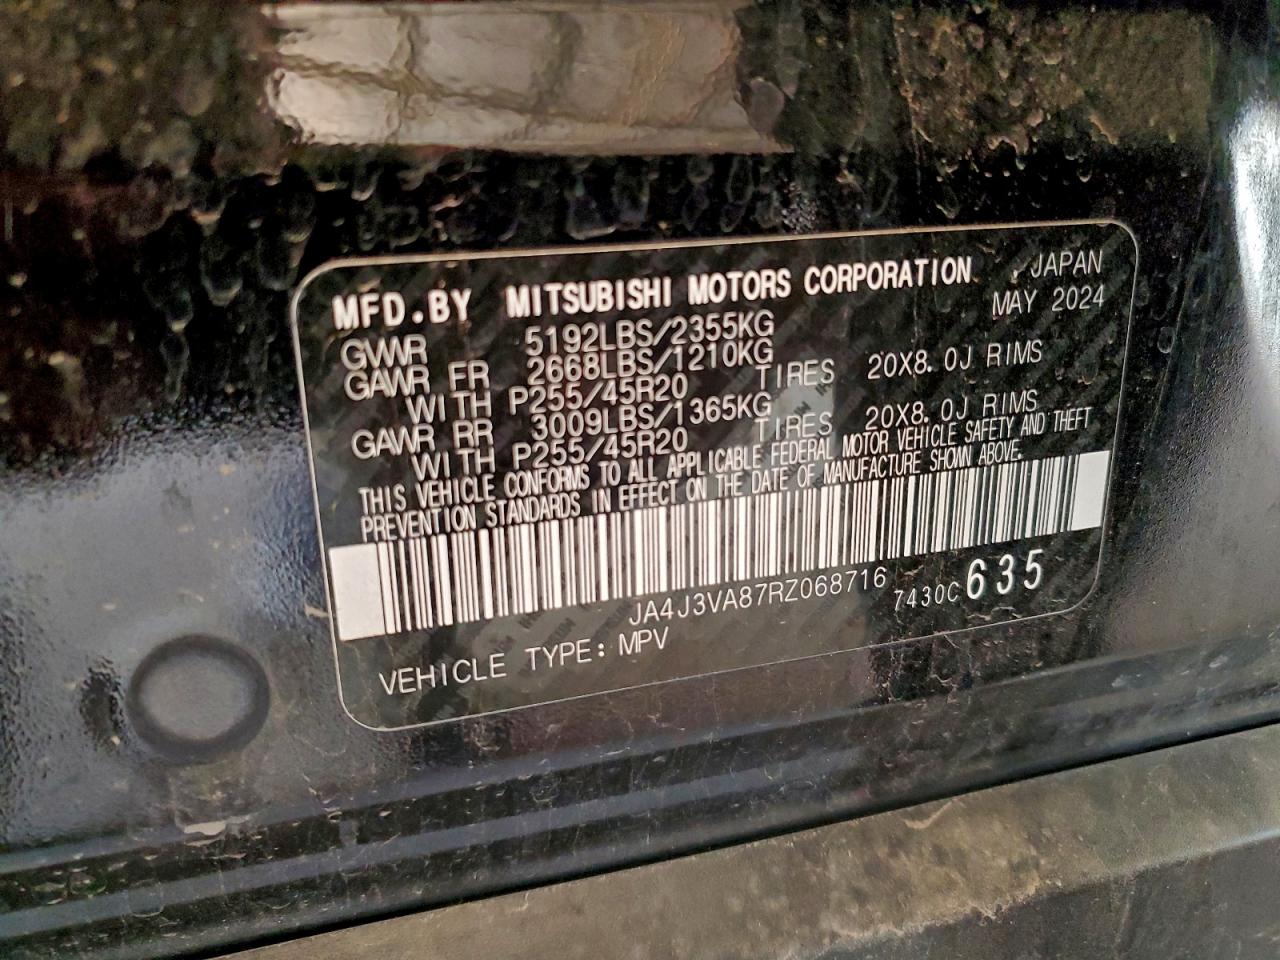 MFD.BY MITSUBISHI MOTORS CORPORATION JAPAN
MAY 2024
GVWR 5192LBS/2355KG
GAWR FR 2668LBS/1210KG
WITH P255/45R20 TIRES 20X8.0J RIMS
GAWR RR 3009LBS/1365KG
WITH P255/45R20 TIRES 20X8.0J RIMS
THIS VEHICLE CONFORMS TO ALL APPLICABLE FEDERAL MOTOR VEHICLE SAFETY AND THEFT
PREVENTION STANDARDS IN EFFECT ON THE DATE OF MANUFACTURE SHOWN ABOVE.
JA4J3VA87RZ068716 7430C 635
VEHICLE TYPE: MPV